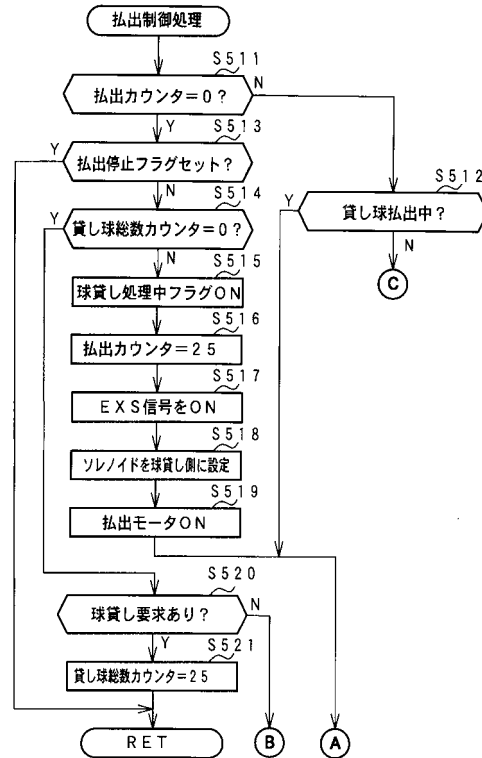 払出制御処理
S511
払出カウンタ=0?
N
Y
S513
Y
払出停止フラグセット?
S512
N
S514
Y
貸し球払出中?
Y
貸し球総数カウンタ=0?
N
N
S515
C
球貸し処理中フラグON
S516
払出カウンタ=25
S517
EXS信号をON
S518
ソレノイドを球貸し側に設定
S519
払出モータON
S520
球貸し要求あり?
N
Y
S521
貸し球総数カウンタ=25
RET
B
A